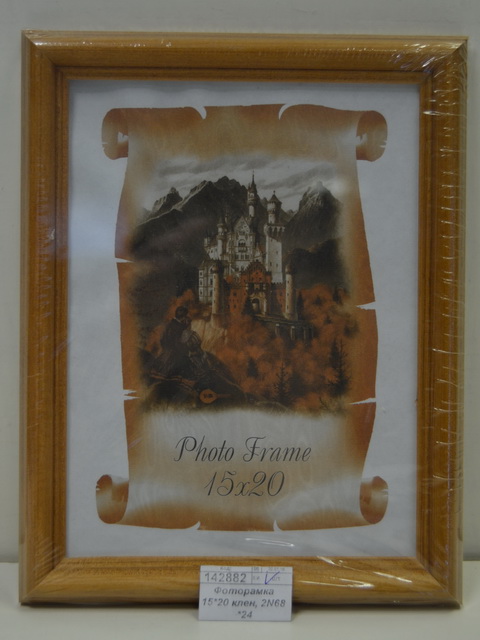 Photo Frame
15x20
142882
Фоторамка
15*20 клен, 2N68
*24